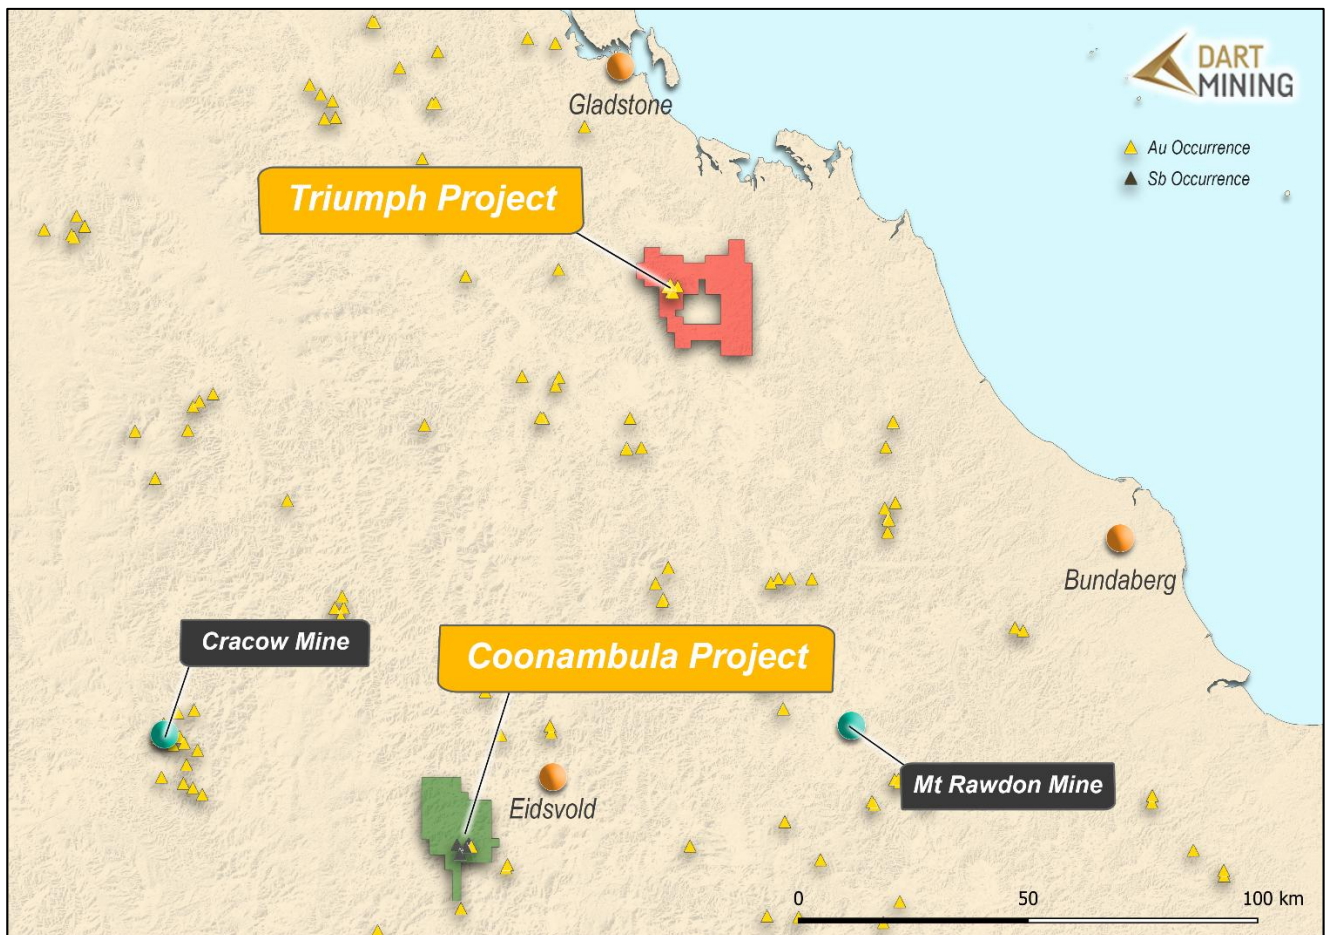 DART
MINING
Gladstone
Au Occurrence
Sb Occurrence
Triumph Project
Bundaberg
Cracow Mine
Coonambula Project
Mt Rawdon Mine
Eidsvold
0 50 100 km